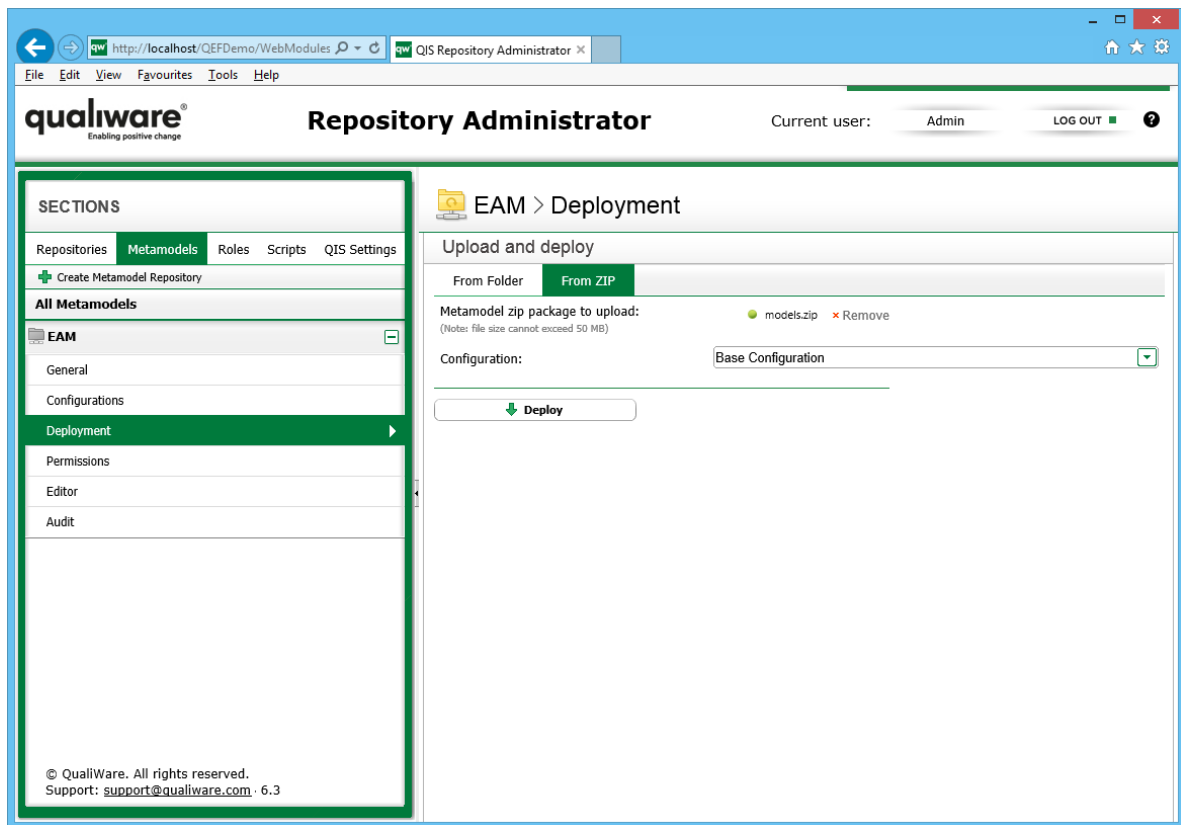 http://localhost/QEFDemo/WebModules
QIS Repository Administrator
File Edit View Favourites Tools Help
qualiware®
Enabling positive change
Repository Administrator
Current user: Admin LOG OUT ?
SECTIONS
Repositories Metamodels Roles Scripts QIS Settings
Create Metamodel Repository
All Metamodels
EAM
General
Configurations
Deployment
Permissions
Editor
Audit
© QualiWare. All rights reserved.
Support: support@qualiware.com · 6.3
EAM > Deployment
Upload and deploy
From Folder From ZIP
Metamodel zip package to upload: models.zip × Remove
(Note: file size cannot exceed 50 MB)
Configuration: Base Configuration
Deploy